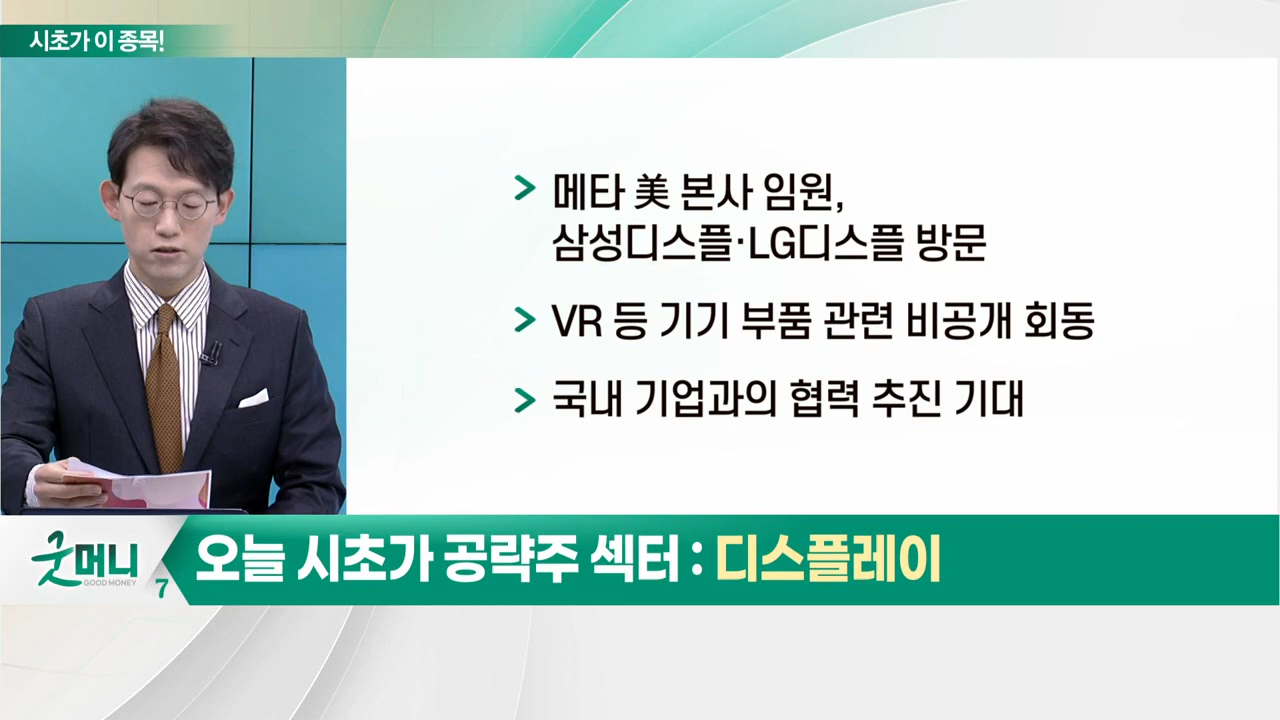 시초가 이 종목!
메타 美 본사 임원,
삼성디스플·LG디스플 방문
VR 등 기기 부품 관련 비공개 회동
국내 기업과의 협력 추진 기대
굿머니
GOOD MONEY
7
오늘 시초가 공략주 섹터 : 디스플레이